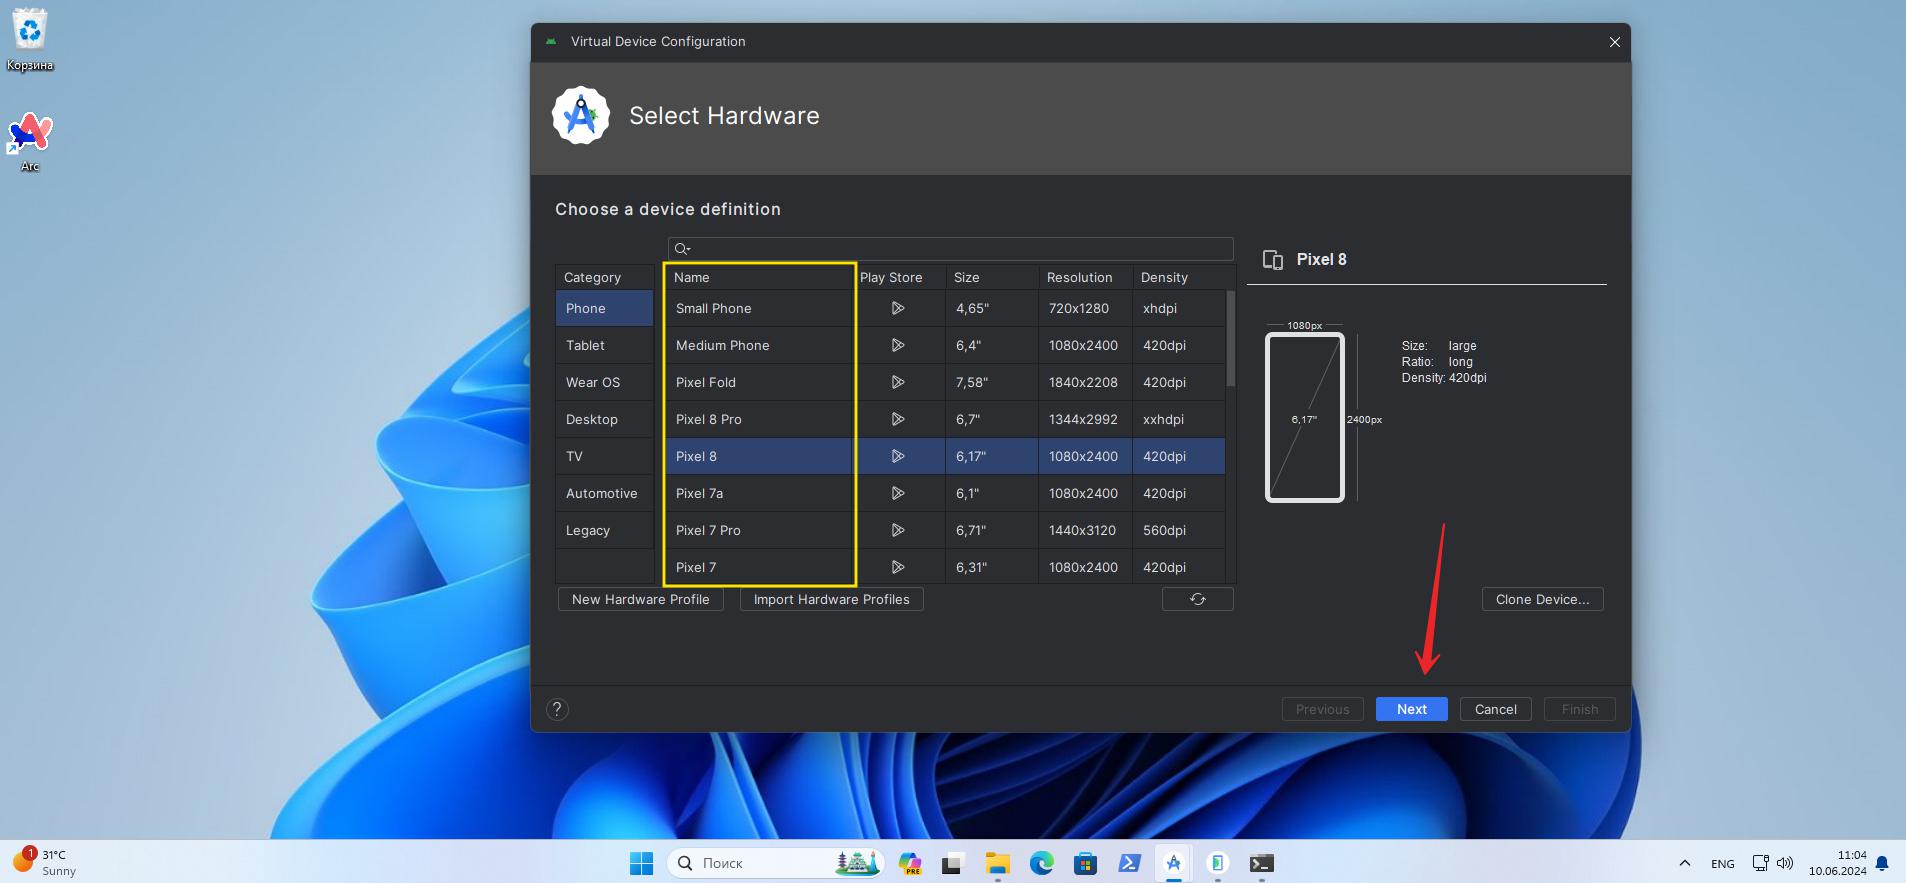 Корзина
Arc
Virtual Device Configuration
Select Hardware
Choose a device definition
Category
Phone
Tablet
Wear OS
Desktop
TV
Automotive
Legacy
Name Play Store Size Resolution Density
Small Phone 4,65" 720x1280 xhdpi
Medium Phone 6,4" 1080x2400 420dpi
Pixel Fold 7,58" 1840x2208 420dpi
Pixel 8 Pro 6,7" 1344x2992 xxhdpi
Pixel 8 6,17" 1080x2400 420dpi
Pixel 7a 6,1" 1080x2400 420dpi
Pixel 7 Pro 6,71" 1440x3120 560dpi
Pixel 7 6,31" 1080x2400 420dpi
New Hardware Profile Import Hardware Profiles
Pixel 8
1080px
6,17"
2400px
Size: large
Ratio: long
Density: 420dpi
Clone Device...
? Previous Next Cancel Finish
1
31°C
Sunny
Поиск
PRE
ENG
11:04
10.06.2024